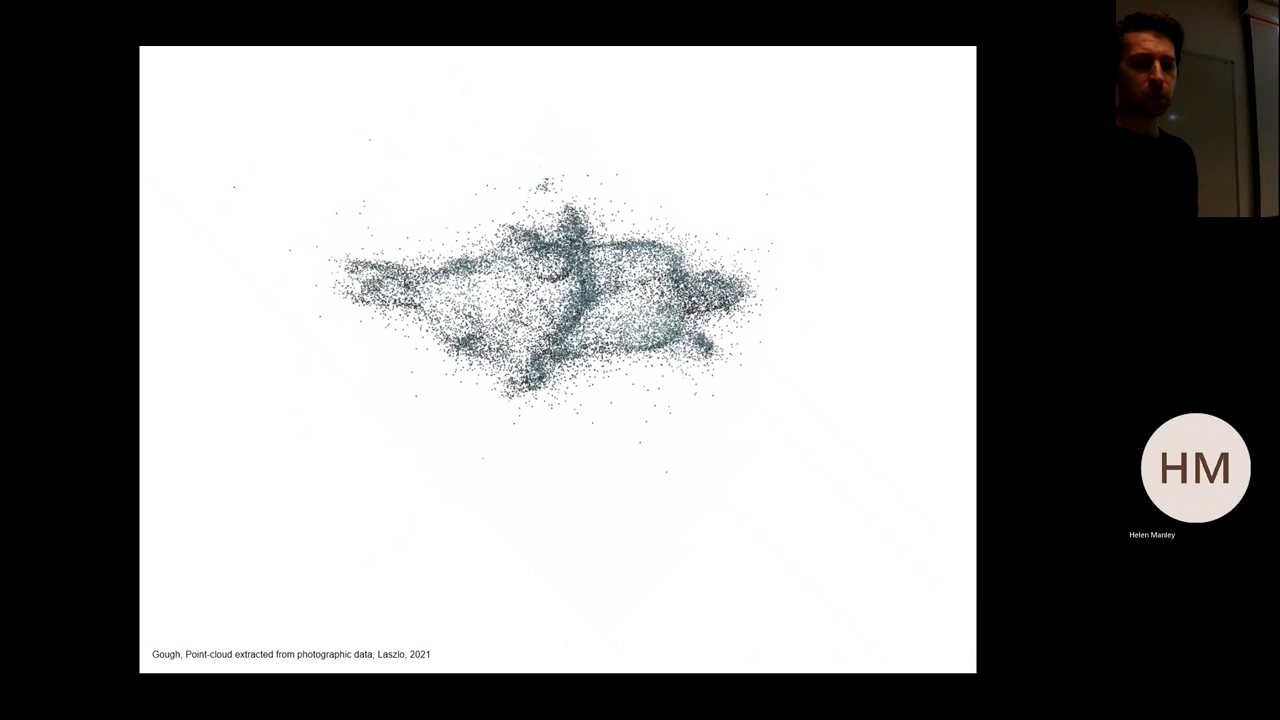 Gough, Point-cloud extracted from photographic data, Laszlo, 2021
HM
Helen Manley